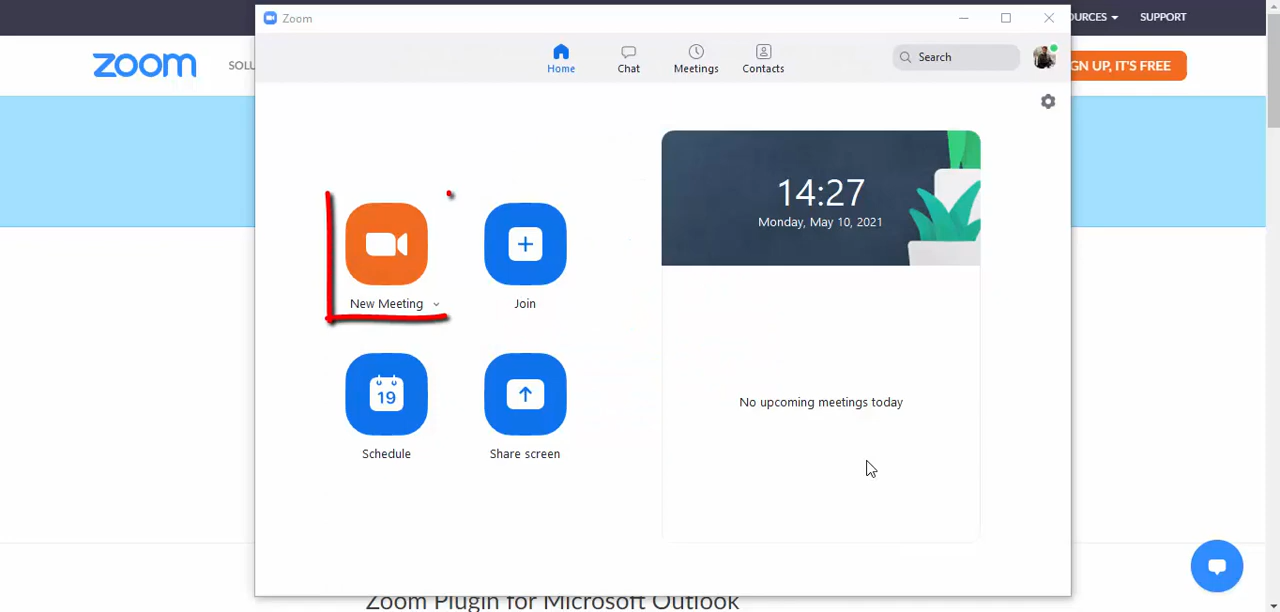 Zoom
OURCES SUPPORT
zoom
SOLU
GN UP, IT'S FREE
Home
Chat
Meetings
Contacts
Search
14:27
Monday, May 10, 2021
New Meeting
Join
19
Schedule
Share screen
No upcoming meetings today
Zoom Plugin for Microsoft Outlook